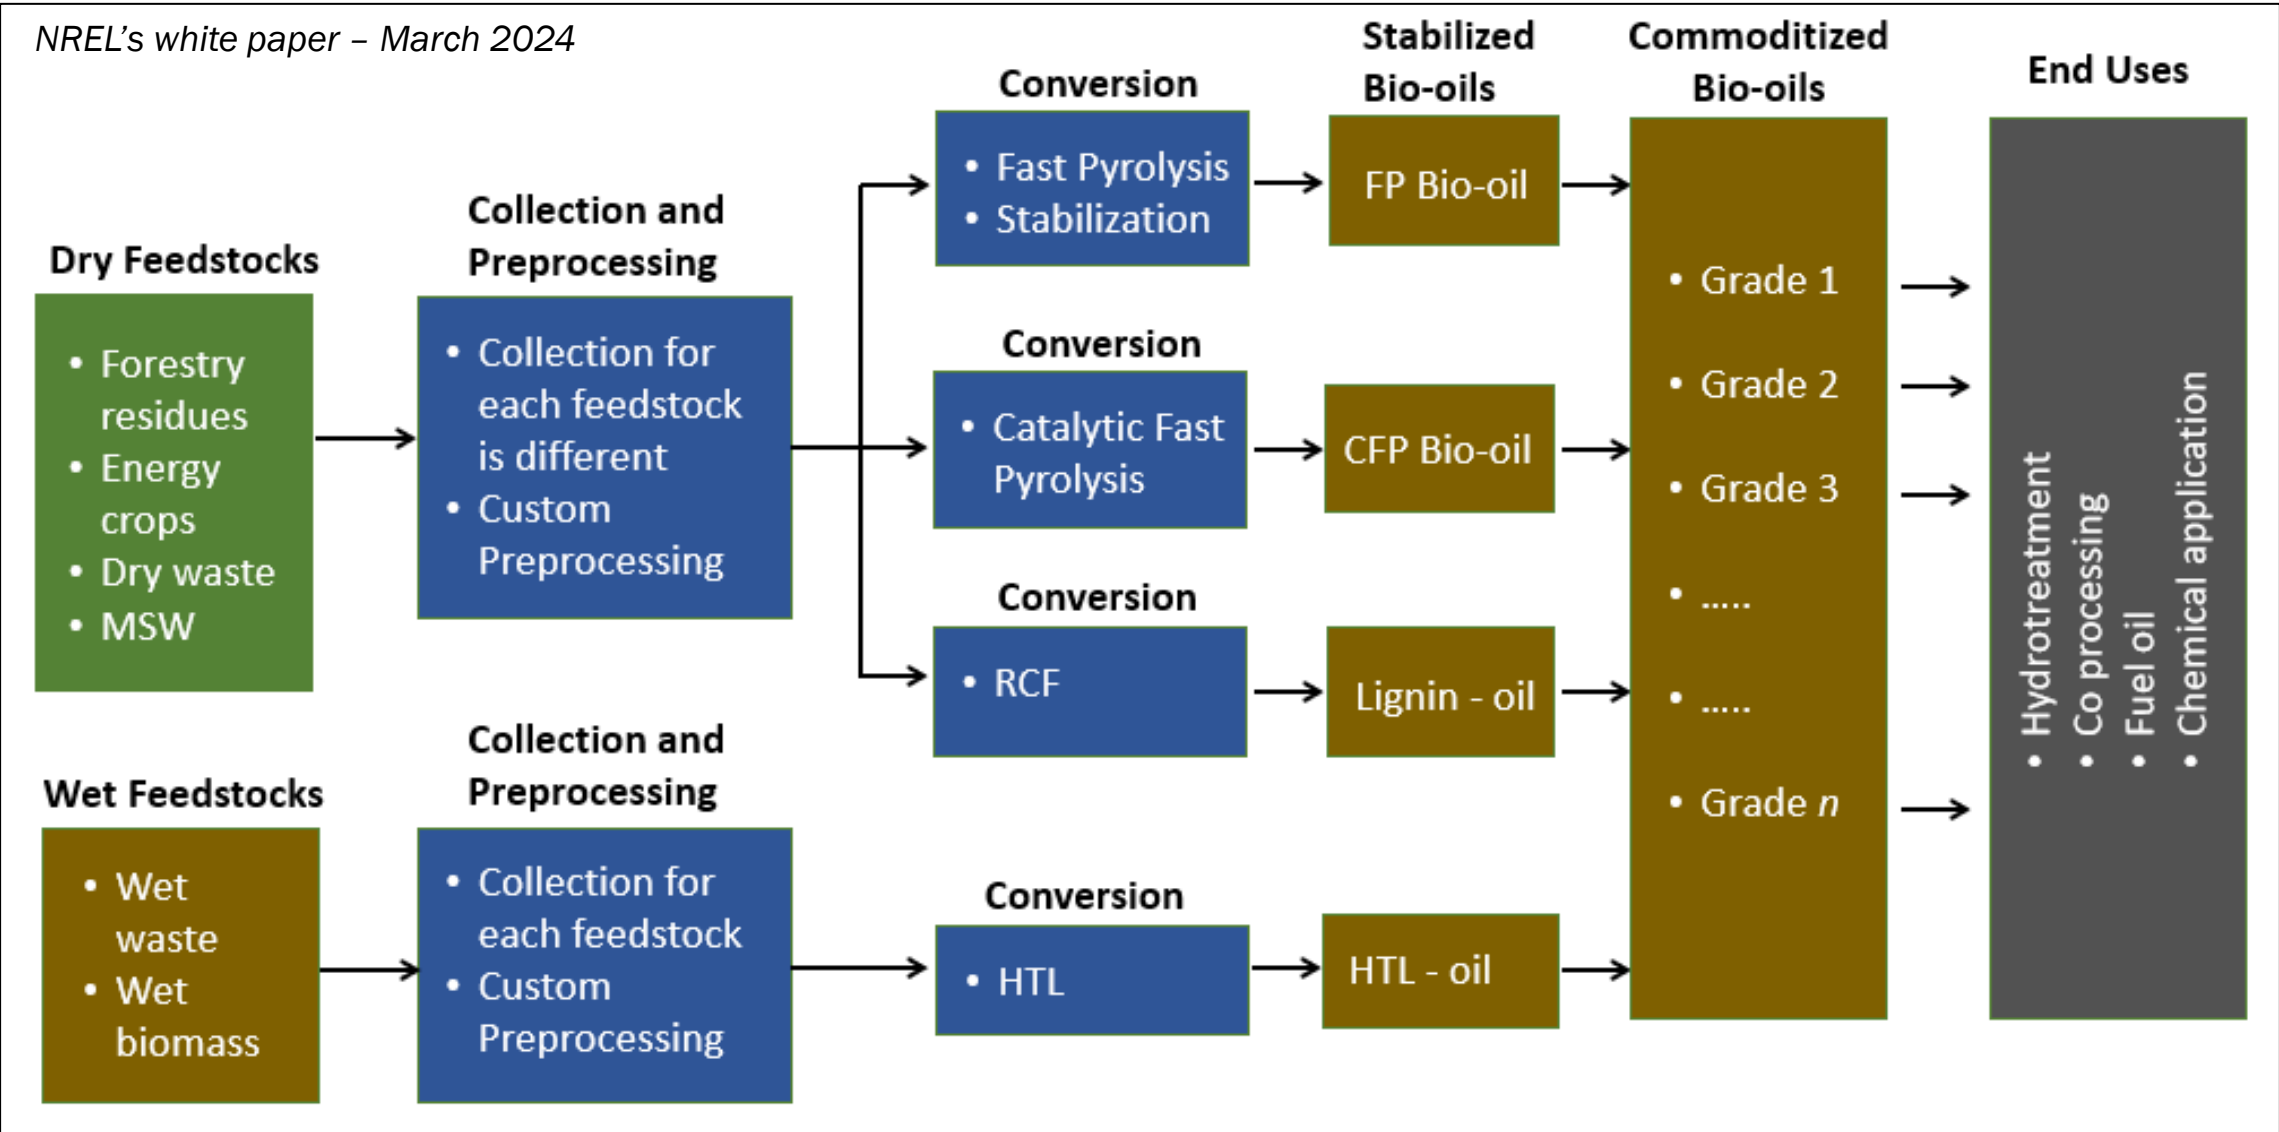 NREL's white paper – March 2024
Dry Feedstocks
• Forestry
residues
• Energy
crops
• Dry waste
• MSW
Collection and
Preprocessing
• Collection for
each feedstock
is different
• Custom
Preprocessing
Conversion
• Fast Pyrolysis
• Stabilization
Stabilized
Bio-oils
FP Bio-oil
Conversion
• Catalytic Fast
Pyrolysis
CFP Bio-oil
Conversion
• RCF
Lignin - oil
Wet Feedstocks
• Wet
waste
• Wet
biomass
Collection and
Preprocessing
• Collection for
each feedstock
• Custom
Preprocessing
Conversion
• HTL
HTL - oil
Commoditized
Bio-oils
• Grade 1
• Grade 2
• Grade 3
• .....
• .....
• Grade n
End Uses
• Hydrotreatment
• Co processing
• Fuel oil
• Chemical application